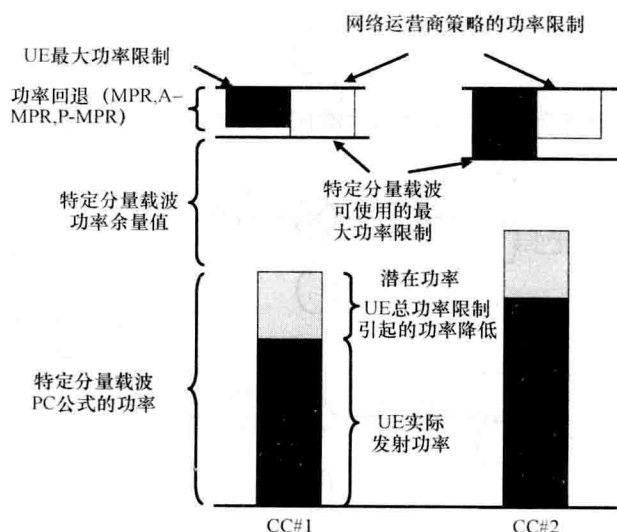 网络运营商策略的功率限制
UE最大功率限制
功率回退（MPR,A-
MPR,P-MPR）
特定分量载波
功率余量值
特定分量载波
可使用的最
大功率限制
潜在功率
UE总功率限制
引起的功率降低
特定分量载波
PC公式的功率
UE实际
发射功率
CC#1
CC#2